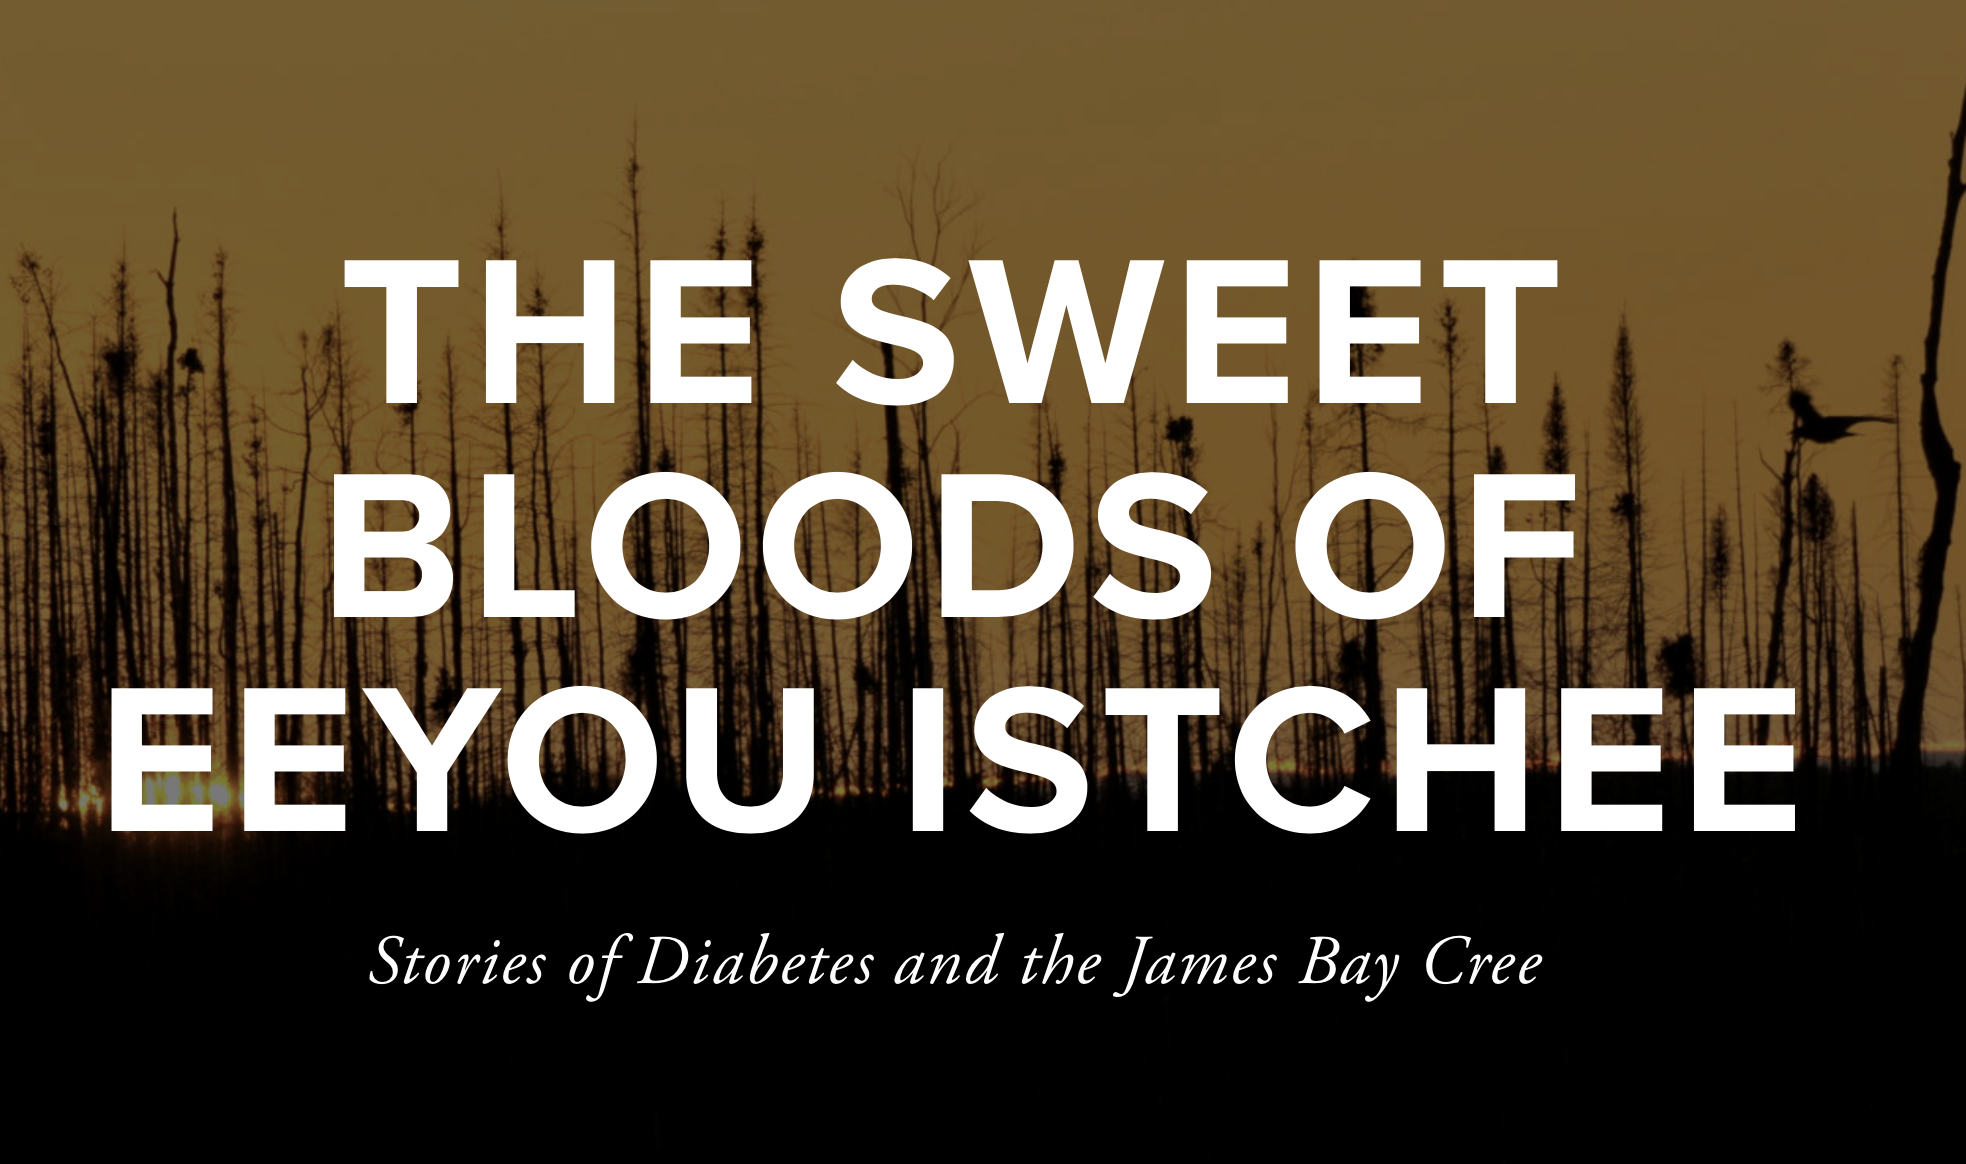 THE SWEET
BLOODS OF
EEYOU ISTCHEE
Stories of Diabetes and the James Bay Cree